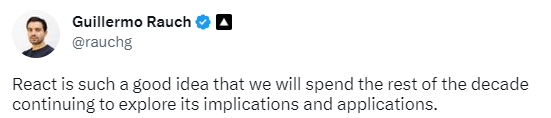 Guillermo Rauch
@rauchg
React is such a good idea that we will spend the rest of the decade
continuing to explore its implications and applications.